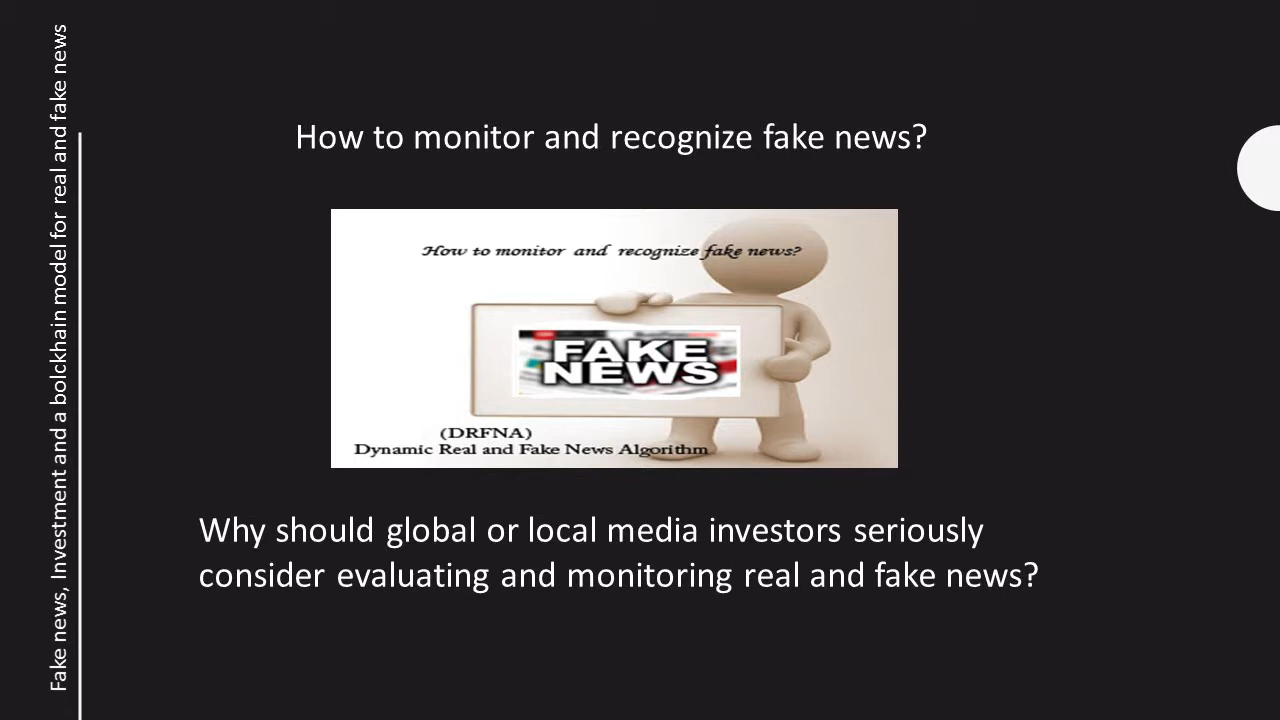 Fake news, Investment and a bolckhain model for real and fake news
How to monitor and recognize fake news?
How to monitor and recognize fake news?
FAKE
NEWS
(DRFNA)
Dynamic Real and Fake News Algorithm
Why should global or local media investors seriously
consider evaluating and monitoring real and fake news?